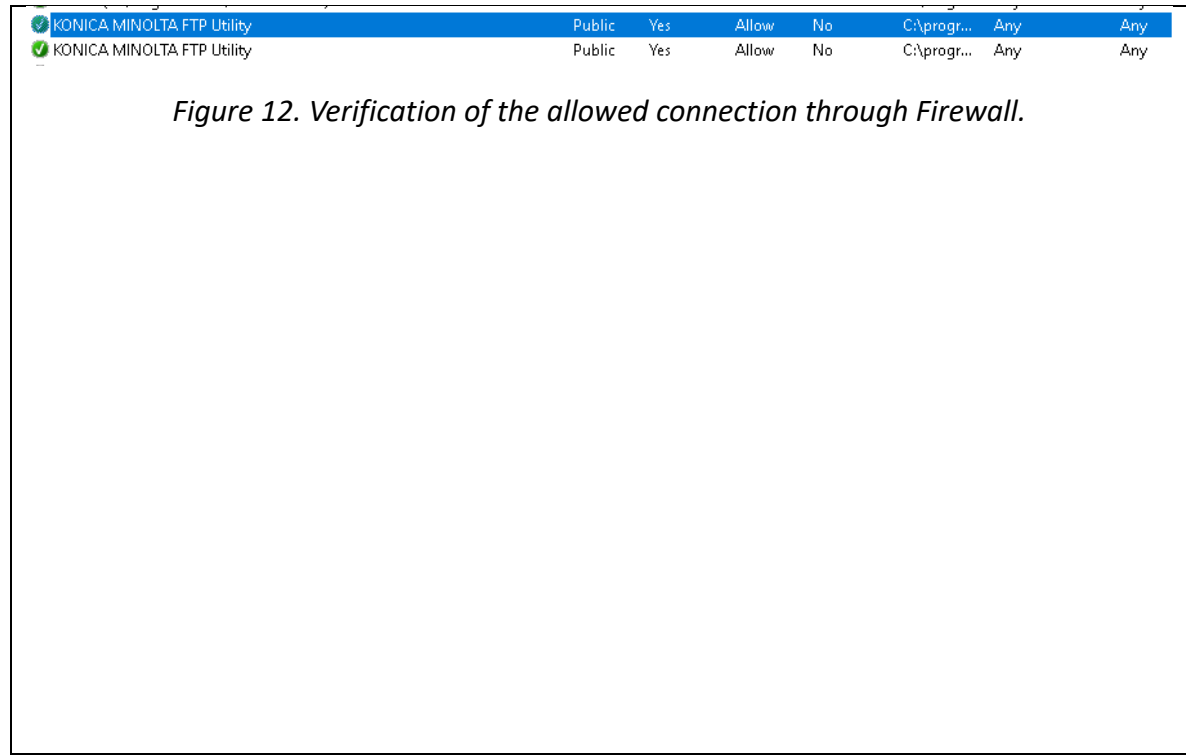 KONICA MINOLTA FTP Utility Public Yes Allow No C:\progr... Any Any
KONICA MINOLTA FTP Utility Public Yes Allow No C:\progr... Any Any
Figure 12. Verification of the allowed connection through Firewall.